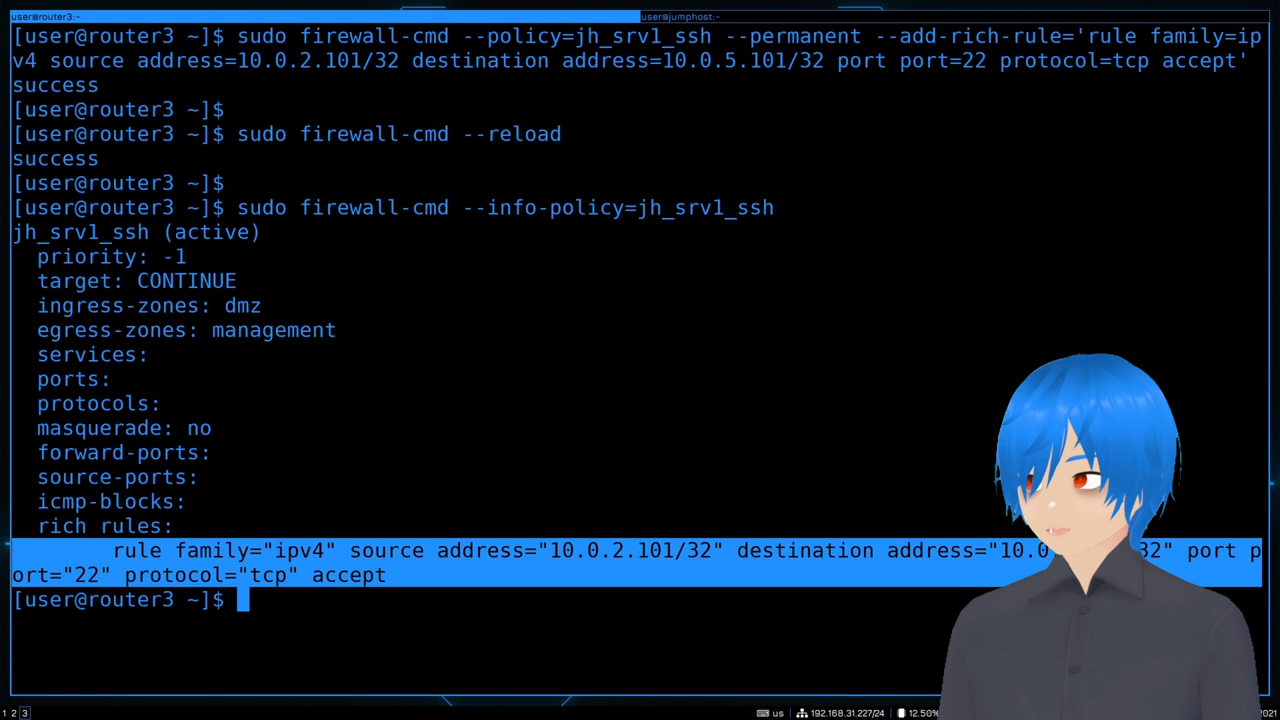 user@router3:~ user@jumphost:~
[user@router3 ~]$ sudo firewall-cmd --policy=jh_srv1_ssh --permanent --add-rich-rule='rule family=ip
v4 source address=10.0.2.101/32 destination address=10.0.5.101/32 port port=22 protocol=tcp accept'
success
[user@router3 ~]$
[user@router3 ~]$ sudo firewall-cmd --reload
success
[user@router3 ~]$
[user@router3 ~]$ sudo firewall-cmd --info-policy=jh_srv1_ssh
jh_srv1_ssh (active)
  priority: -1
  target: CONTINUE
  ingress-zones: dmz
  egress-zones: management
  services:
  ports:
  protocols:
  masquerade: no
  forward-ports:
  source-ports:
  icmp-blocks:
  rich rules:
        rule family="ipv4" source address="10.0.2.101/32" destination address="10.0 32" port p
ort="22" protocol="tcp" accept
[user@router3 ~]$
1 2 3 us 192.168.31.227/24 12.50% 2021